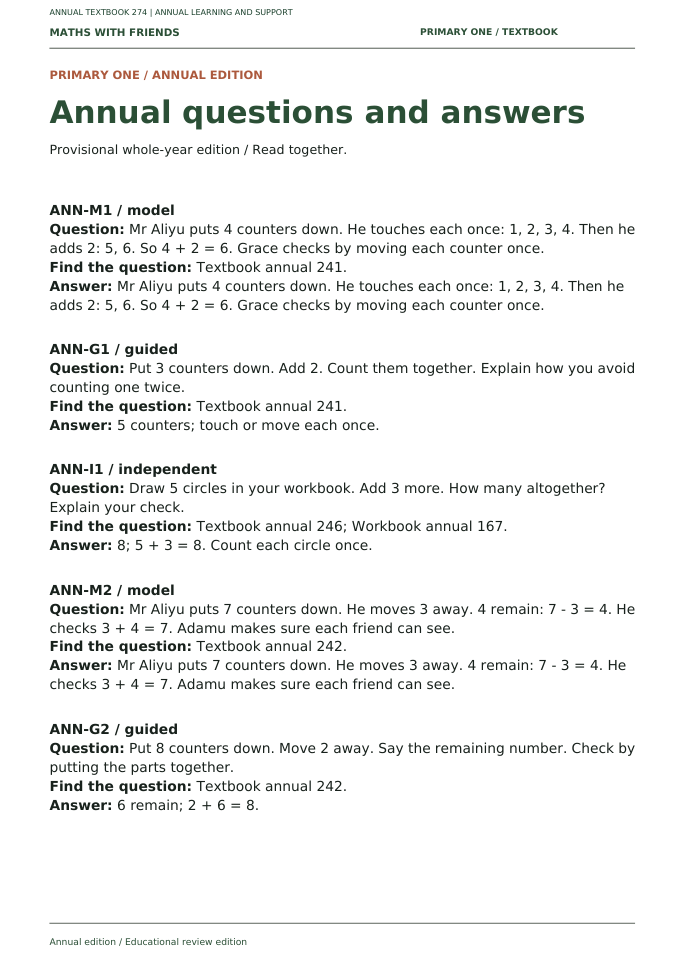 ANNUAL TEXTBOOK 274 | ANNUAL LEARNING AND SUPPORT
MATHS WITH FRIENDS
PRIMARY ONE / TEXTBOOK
PRIMARY ONE / ANNUAL EDITION
Annual questions and answers
Provisional whole-year edition / Read together.
ANN-M1 / model
Question: Mr Aliyu puts 4 counters down. He touches each once: 1, 2, 3, 4. Then he
adds 2: 5, 6. So 4 + 2 = 6. Grace checks by moving each counter once.
Find the question: Textbook annual 241.
Answer: Mr Aliyu puts 4 counters down. He touches each once: 1, 2, 3, 4. Then he
adds 2: 5, 6. So 4 + 2 = 6. Grace checks by moving each counter once.
ANN-G1 / guided
Question: Put 3 counters down. Add 2. Count them together. Explain how you avoid
counting one twice.
Find the question: Textbook annual 241.
Answer: 5 counters; touch or move each once.
ANN-I1 / independent
Question: Draw 5 circles in your workbook. Add 3 more. How many altogether?
Explain your check.
Find the question: Textbook annual 246; Workbook annual 167.
Answer: 8; 5 + 3 = 8. Count each circle once.
ANN-M2 / model
Question: Mr Aliyu puts 7 counters down. He moves 3 away. 4 remain: 7 - 3 = 4. He
checks 3 + 4 = 7. Adamu makes sure each friend can see.
Find the question: Textbook annual 242.
Answer: Mr Aliyu puts 7 counters down. He moves 3 away. 4 remain: 7 - 3 = 4. He
checks 3 + 4 = 7. Adamu makes sure each friend can see.
ANN-G2 / guided
Question: Put 8 counters down. Move 2 away. Say the remaining number. Check by
putting the parts together.
Find the question: Textbook annual 242.
Answer: 6 remain; 2 + 6 = 8.
Annual edition / Educational review edition